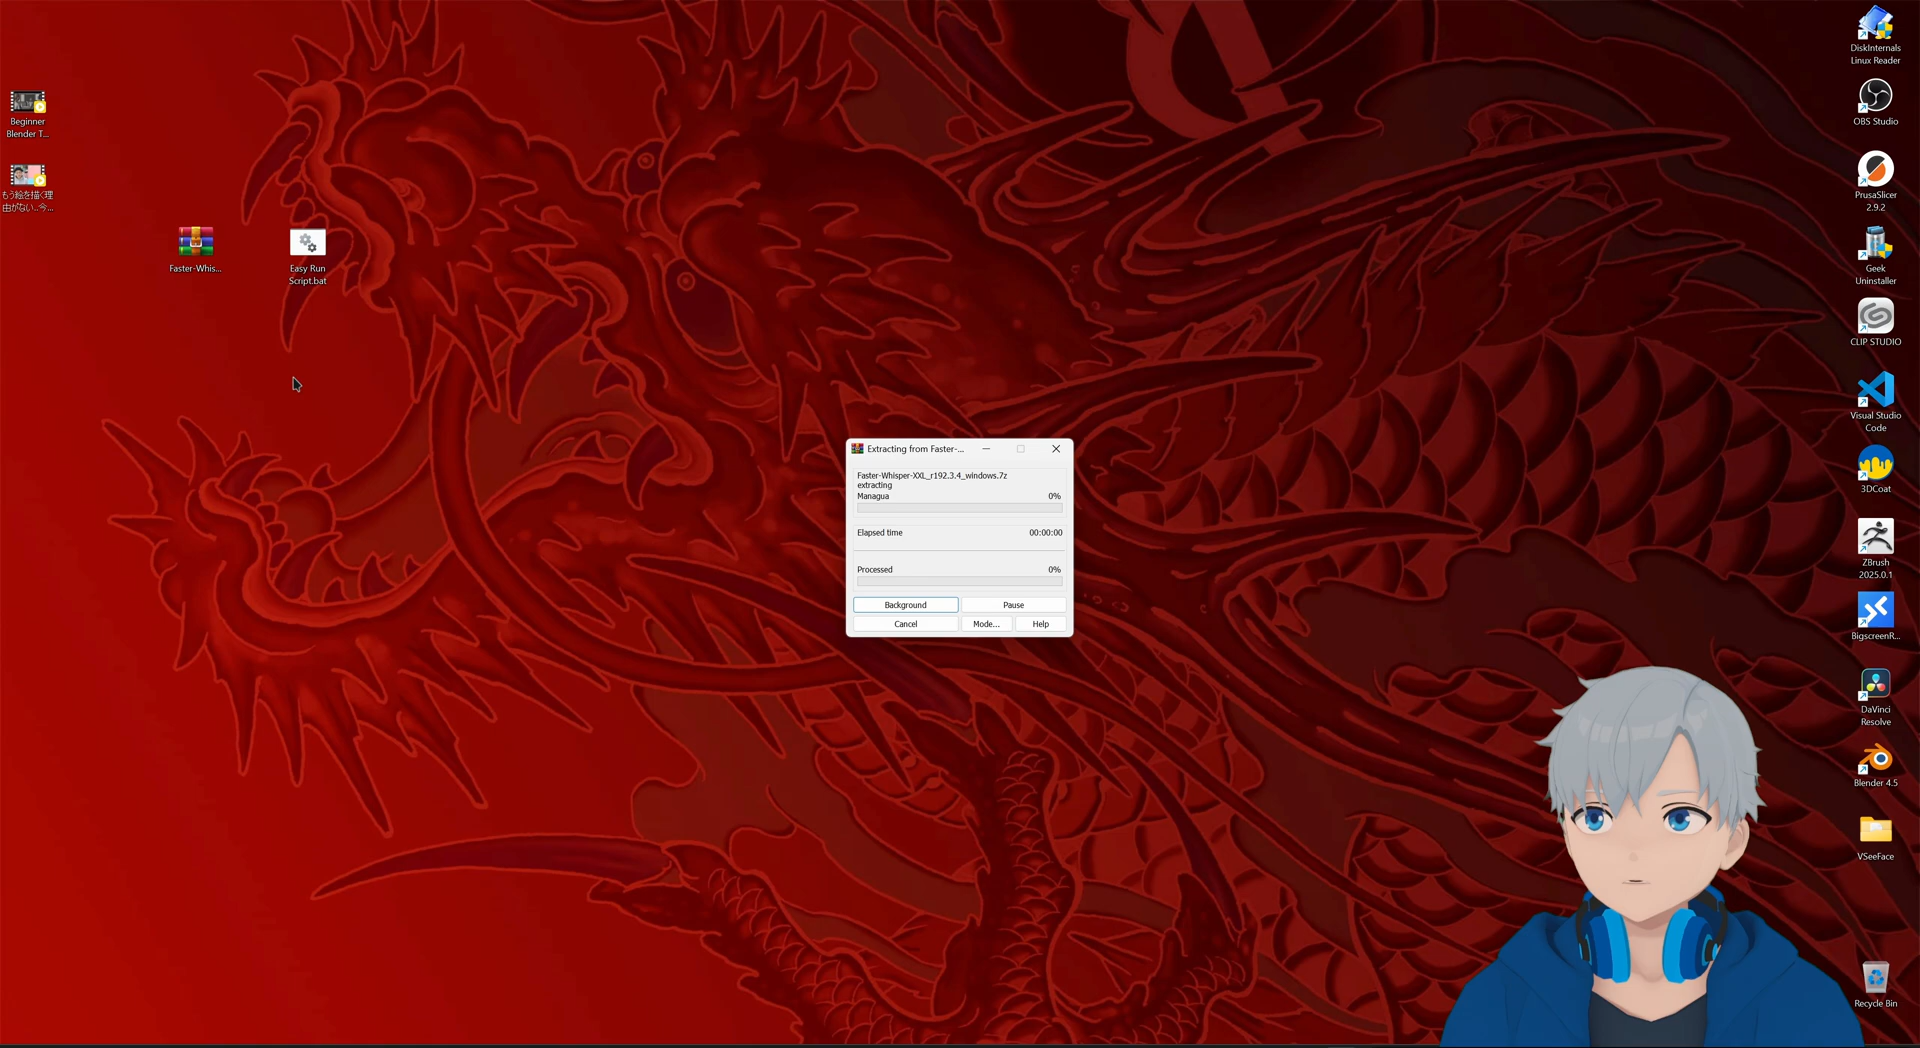 Beginner
Blender T...
もう絵を描く理
由がない..今...
Faster-Whis...
Easy Run
Script.bat
Extracting from Faster-...
Faster-Whisper-XXL_r192.3.4_windows.7z
extracting
Managua 0%
Elapsed time 00:00:00
Processed 0%
Background Pause
Cancel Mode... Help
DiskInternals
Linux Reader
OBS Studio
PrusaSlicer
2.9.2
Geek
Uninstaller
CLIP STUDIO
Visual Studio
Code
3DCoat
ZBrush
2025.0.1
BigscreenR...
DaVinci
Resolve
Blender 4.5
VSeeFace
Recycle Bin